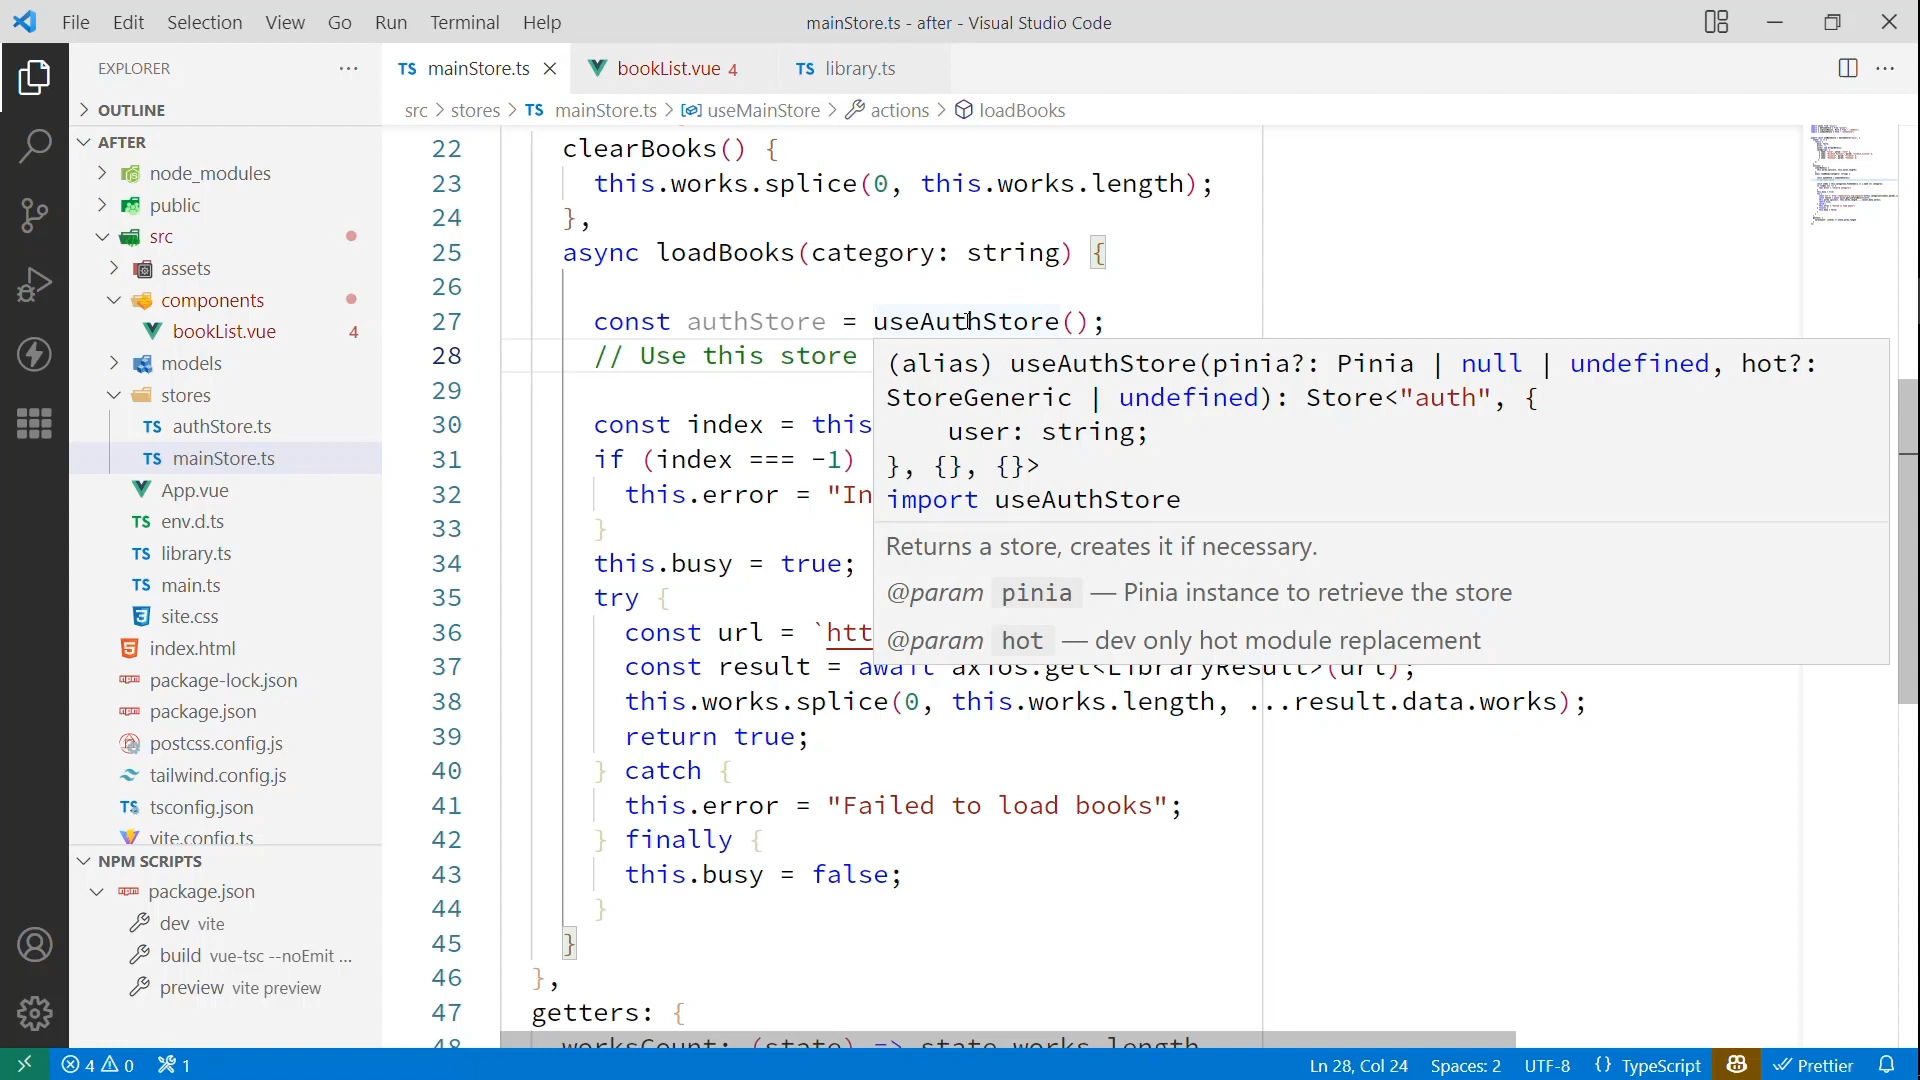 File Edit Selection View Go Run Terminal Help mainStore.ts - after - Visual Studio Code
EXPLORER
OUTLINE
AFTER
node_modules
public
src
assets
components
bookList.vue 4
models
stores
authStore.ts
mainStore.ts
App.vue
env.d.ts
library.ts
main.ts
site.css
index.html
package-lock.json
package.json
postcss.config.js
tailwind.config.js
tsconfig.json
vite.config.ts
NPM SCRIPTS
package.json
dev vite
build vue-tsc --noEmit ...
preview vite preview
TS mainStore.ts bookList.vue 4 TS library.ts
src > stores > TS mainStore.ts > useMainStore > actions > loadBooks
22 clearBooks() {
23 this.works.splice(0, this.works.length);
24 },
25 async loadBooks(category: string) {
26
27 const authStore = useAuthStore();
28 // Use this store
29
30 const index = this
31 if (index === -1)
32 this.error = "In
33 }
34 this.busy = true;
35 try {
36 const url = `htt
37 const result = await axios.get<LibraryResult>(url);
38 this.works.splice(0, this.works.length, ...result.data.works);
39 return true;
40 } catch {
41 this.error = "Failed to load books";
42 } finally {
43 this.busy = false;
44 }
45 }
46 },
47 getters: {
48 worksCount: (state) => state.works.length
(alias) useAuthStore(pinia?: Pinia | null | undefined, hot?:
StoreGeneric | undefined): Store<"auth", {
user: string;
}, {}, {}>
import useAuthStore
Returns a store, creates it if necessary.
@param pinia — Pinia instance to retrieve the store
@param hot — dev only hot module replacement
4 0 1 Ln 28, Col 24 Spaces: 2 UTF-8 {} TypeScript Prettier